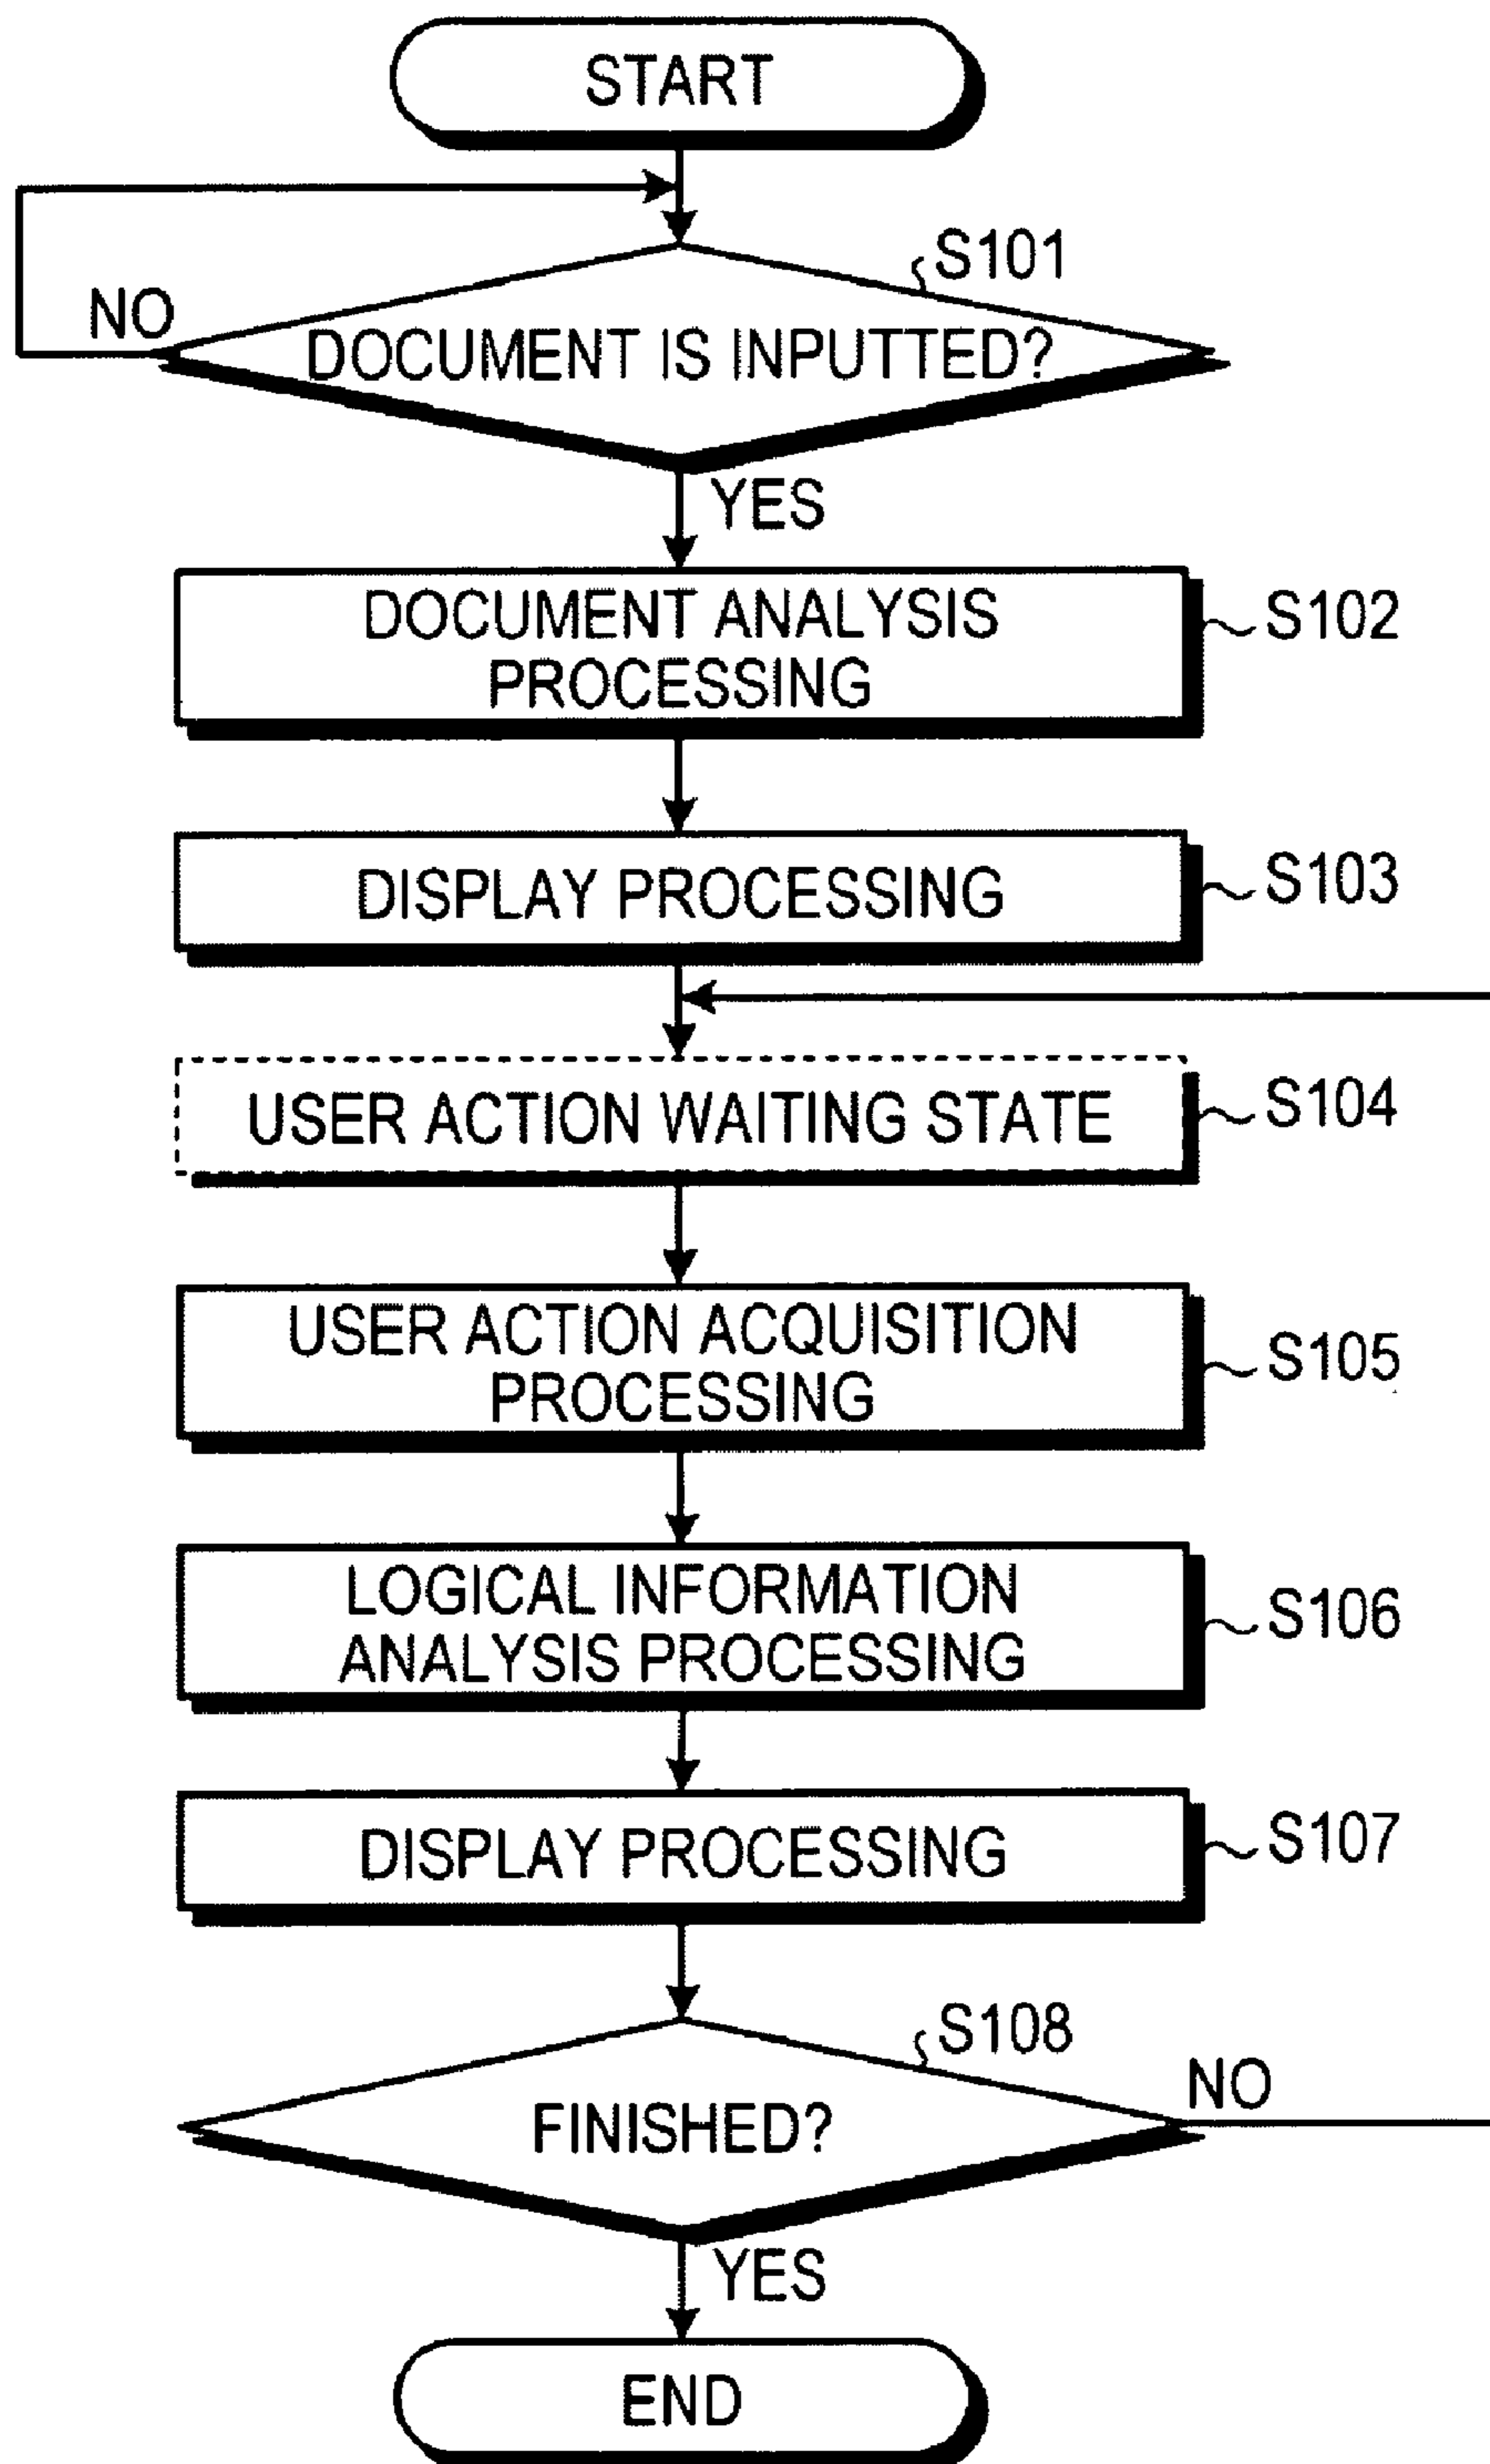 START
S101
NO
DOCUMENT IS INPUTTED?
YES
DOCUMENT ANALYSIS
PROCESSING
S102
DISPLAY PROCESSING
S103
USER ACTION WAITING STATE
S104
USER ACTION ACQUISITION
PROCESSING
S105
LOGICAL INFORMATION
ANALYSIS PROCESSING
S106
DISPLAY PROCESSING
S107
S108
NO
FINISHED?
YES
END